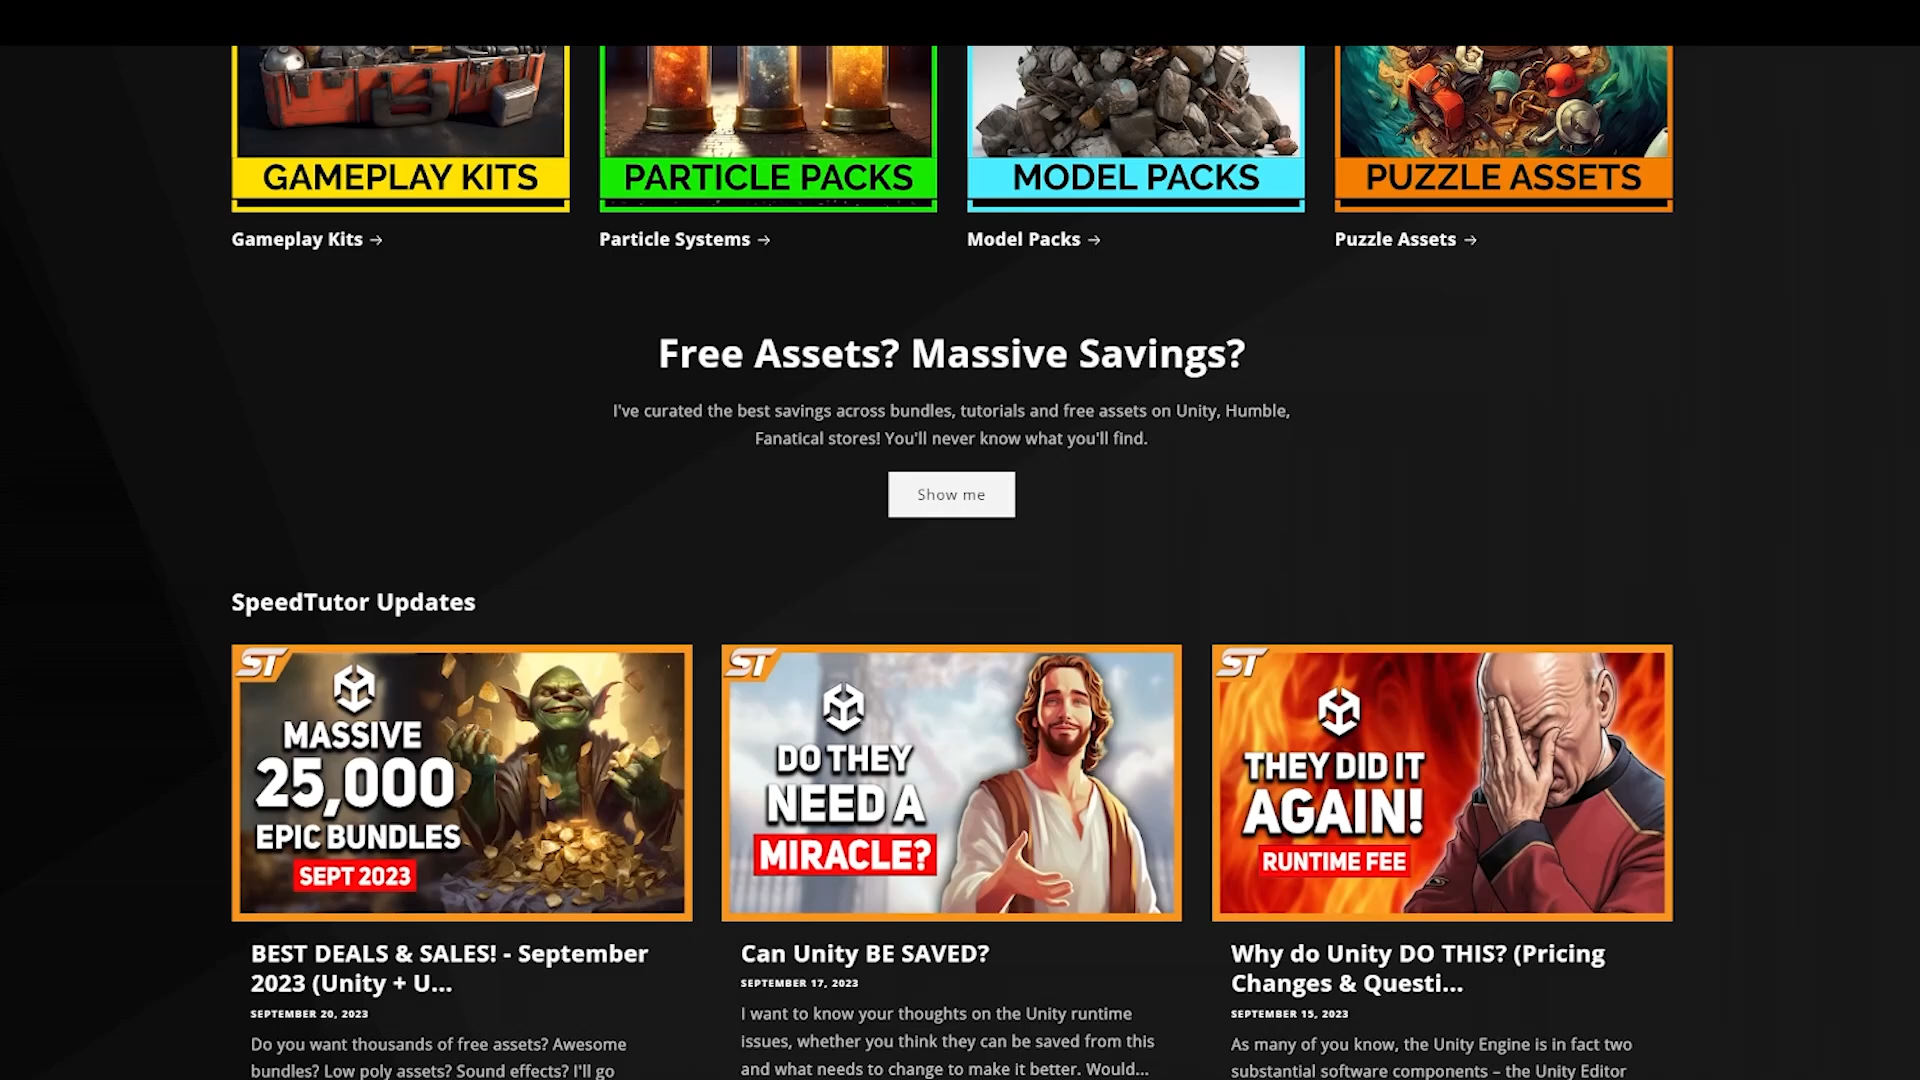 GAMEPLAY KITS
PARTICLE PACKS
MODEL PACKS
PUZZLE ASSETS
Gameplay Kits →
Particle Systems →
Model Packs →
Puzzle Assets →
Free Assets? Massive Savings?
I've curated the best savings across bundles, tutorials and free assets on Unity, Humble,
Fanatical stores! You'll never know what you'll find.
Show me
SpeedTutor Updates
ST
MASSIVE
25,000
EPIC BUNDLES
SEPT 2023
ST
DO THEY
NEED A
MIRACLE?
ST
THEY DID IT
AGAIN!
RUNTIME FEE
BEST DEALS & SALES! - September
2023 (Unity + U...
SEPTEMBER 20, 2023
Do you want thousands of free assets? Awesome
bundles? Low poly assets? Sound effects? I'll go
Can Unity BE SAVED?
SEPTEMBER 17, 2023
I want to know your thoughts on the Unity runtime
issues, whether you think they can be saved from this
and what needs to change to make it better. Would...
Why do Unity DO THIS? (Pricing
Changes & Questi...
SEPTEMBER 15, 2023
As many of you know, the Unity Engine is in fact two
substantial software components – the Unity Editor